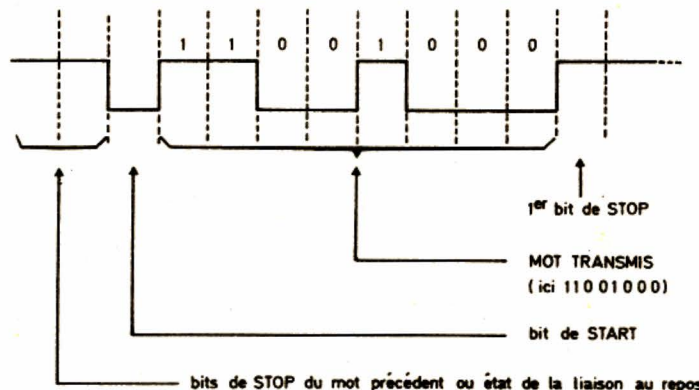 1 1 0 0 1 0 0 0
1er bit de STOP
MOT TRANSMIS
( ici 11001000 )
bit de START
bits de STOP du mot précédent ou état de la liaison au repos